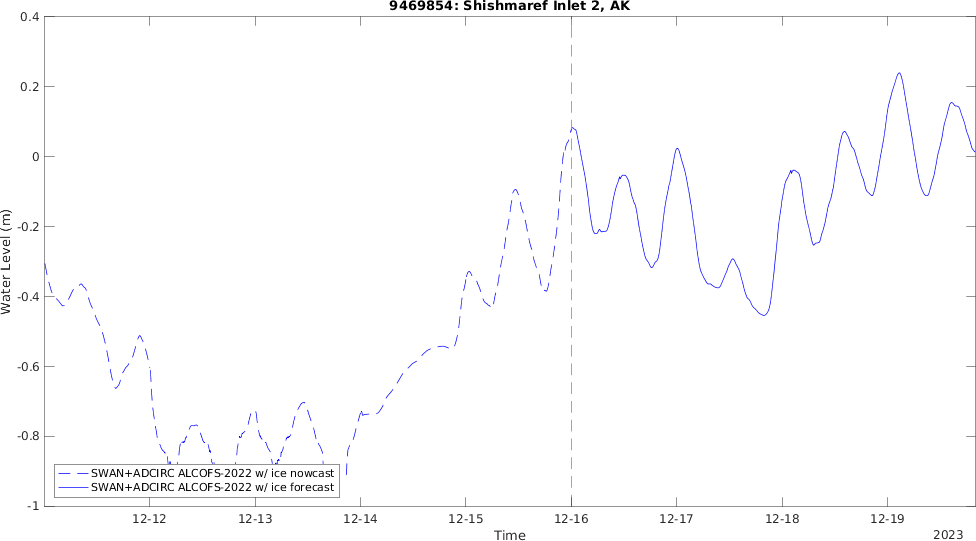 9469854: Shishmaref Inlet 2, AK
0.4
0.2
0
-0.2
-0.4
-0.6
-0.8
-1
Water Level (m)
SWAN+ADCIRC ALCOFS-2022 w/ ice nowcast
SWAN+ADCIRC ALCOFS-2022 w/ ice forecast
12-12 12-13 12-14 12-15 12-16 12-17 12-18 12-19
Time
2023